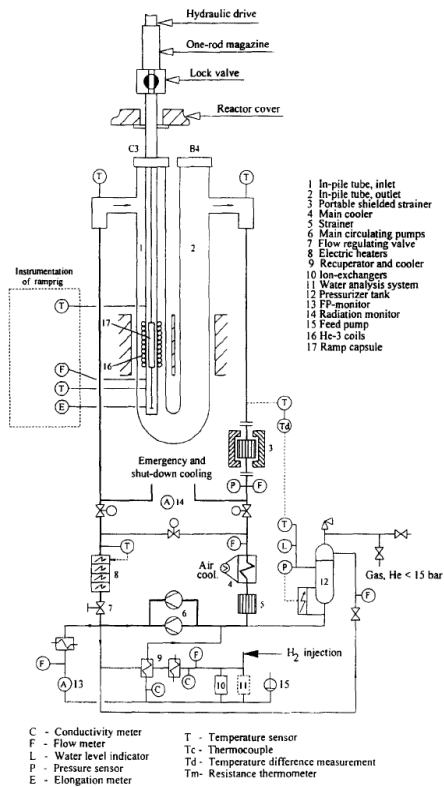 Hydraulic drive
One-rod magazine
Lock valve
Reactor cover
C3
B4
T
T
1
2
1 In-pile tube, inlet
2 In-pile tube, outlet
3 Portable shielded strainer
4 Main cooler
5 Strainer
6 Main circulating pumps
7 Flow regulating valve
8 Electric heaters
9 Recuperator and cooler
10 Ion-exchangers
11 Water analysis system
12 Pressurizer tank
13 FP-monitor
14 Radiation monitor
15 Feed pump
16 He-3 coils
17 Ramp capsule
Instrumentation
of ramprig
T
17
F
16
T
E
T
Td
3
Emergency and
shut-down cooling
P
F
A
14
T
T
F
L
Air
cool.
P
12
Gas, He < 15 bar
8
4
F
7
6
5
H2 injection
9
F
F
A
13
C
C
10
11
15
C - Conductivity meter
F - Flow meter
L - Water level indicator
P - Pressure sensor
E - Elongation meter
T - Temperature sensor
Tc - Thermocouple
Td - Temperature difference measurement
Tm- Resistance thermometer